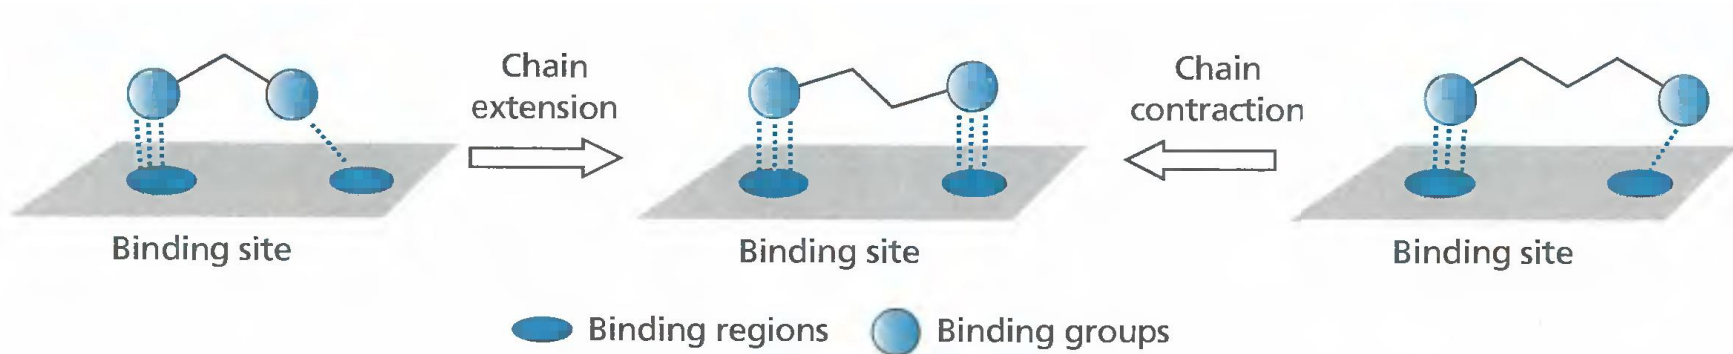 Chain
extension
Chain
contraction
Binding site
Binding site
Binding site
Binding regions
Binding groups